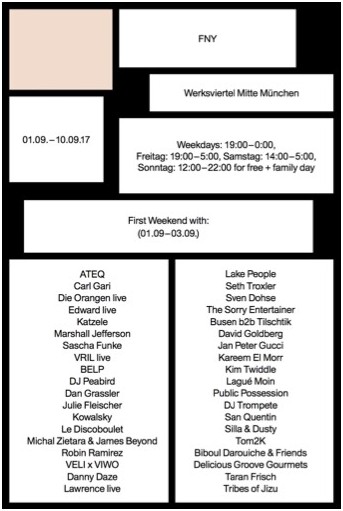 FNY
Werksviertel Mitte München
01.09.–10.09.17
Weekdays: 19:00–0:00,
Freitag: 19:00–5:00, Samstag: 14:00–5:00,
Sonntag: 12:00–22:00 for free + family day
First Weekend with:
(01.09–03.09.)
ATEQ
Carl Gari
Die Orangen live
Edward live
Katzele
Marshall Jefferson
Sascha Funke
VRIL live
BELP
DJ Peabird
Dan Grassler
Julie Fleischer
Kowalsky
Le Discoboulet
Michal Zietara & James Beyond
Robin Ramirez
VELI x VIWO
Danny Daze
Lawrence live
Lake People
Seth Troxler
Sven Dohse
The Sorry Entertainer
Busen b2b Tilschtik
David Goldberg
Jan Peter Gucci
Kareem El Morr
Kim Twiddle
Lagué Moin
Public Possession
DJ Trompete
San Quentin
Silla & Dusty
Tom2K
Biboul Darouiche & Friends
Delicious Groove Gourmets
Taran Frisch
Tribes of Jizu